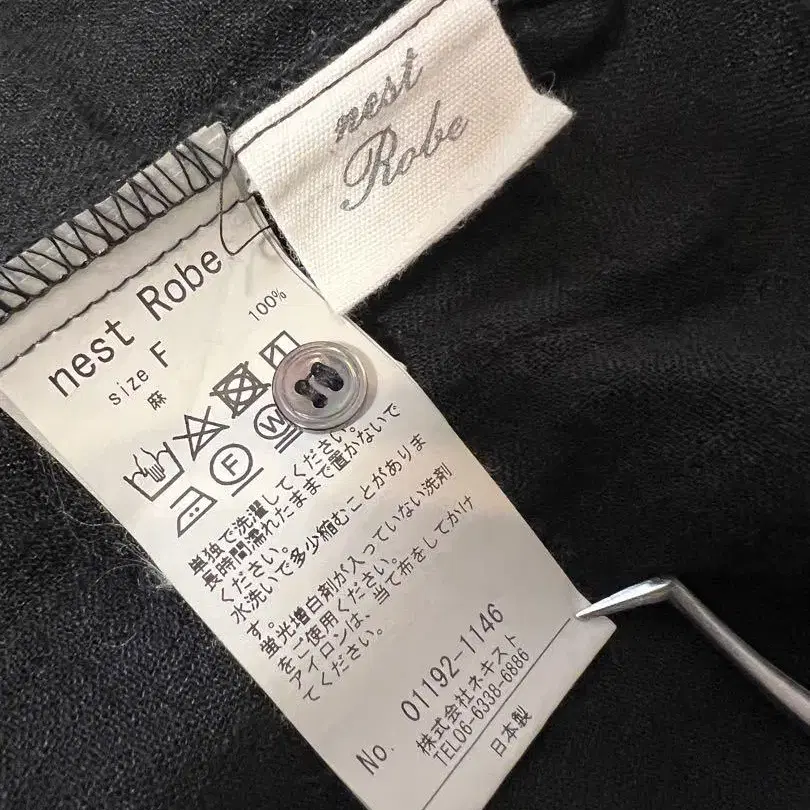 nest
Robe
nest Robe
size F
麻 100%
F
W
単独で洗濯してください。
長時間濡れたままで置かないで
ください。
水洗いで多少縮むことがありま
す。
蛍光増白剤が入っていない洗剤
をご使用ください。
アイロンは、当て布をしてかけ
てください。
No. 01192-1146
株式会社ネキスト
TEL06-6338-6886
日本製